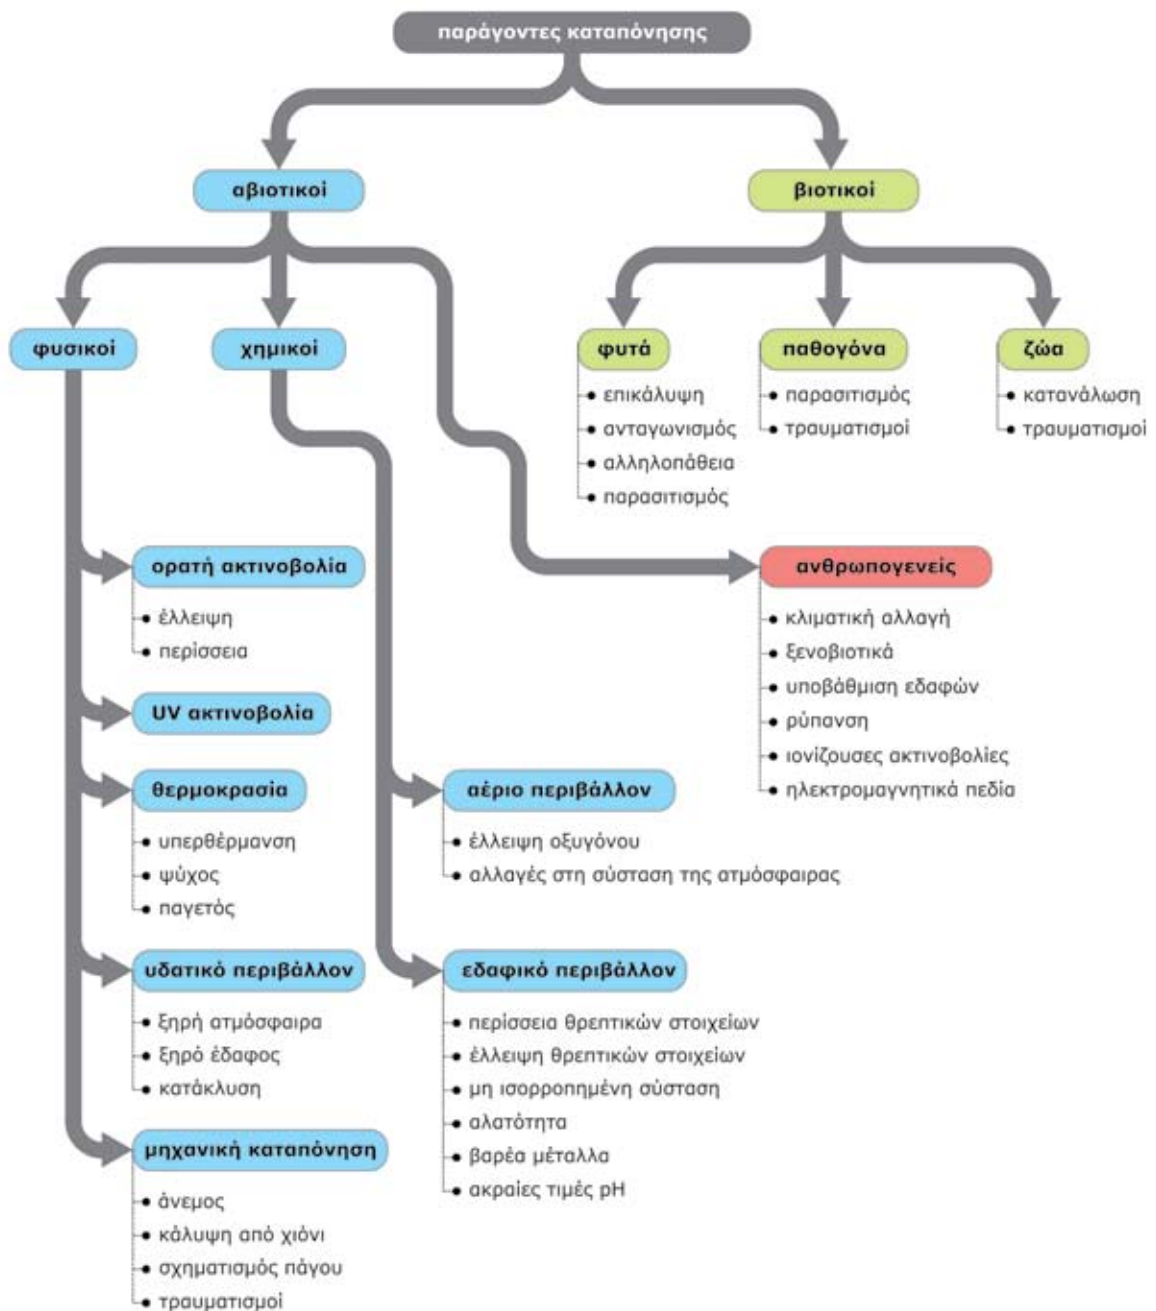 παράγοντες καταπόνησης
αβιοτικοί
βιοτικοί
φυσικοί
χημικοί
φυτά
επικάλυψη
ανταγωνισμός
αλληλοπάθεια
παρασιτισμός
παθογόνα
παρασιτισμός
τραυματισμοί
ζώα
κατανάλωση
τραυματισμοί
ορατή ακτινοβολία
έλλειψη
περίσσεια
UV ακτινοβολία
θερμοκρασία
υπερθέρμανση
ψύχος
παγετός
υδατικό περιβάλλον
ξηρή ατμόσφαιρα
ξηρό έδαφος
κατάκλυση
μηχανική καταπόνηση
άνεμος
κάλυψη από χιόνι
σχηματισμός πάγου
τραυματισμοί
αέριο περιβάλλον
έλλειψη οξυγόνου
αλλαγές στη σύσταση της ατμόσφαιρας
εδαφικό περιβάλλον
περίσσεια θρεπτικών στοιχείων
έλλειψη θρεπτικών στοιχείων
μη ισορροπημένη σύσταση
αλατότητα
βαρέα μέταλλα
ακραίες τιμές pH
ανθρωπογενείς
κλιματική αλλαγή
ξενοβιοτικά
υποβάθμιση εδαφών
ρύπανση
ιονίζουσες ακτινοβολίες
ηλεκτρομαγνητικά πεδία